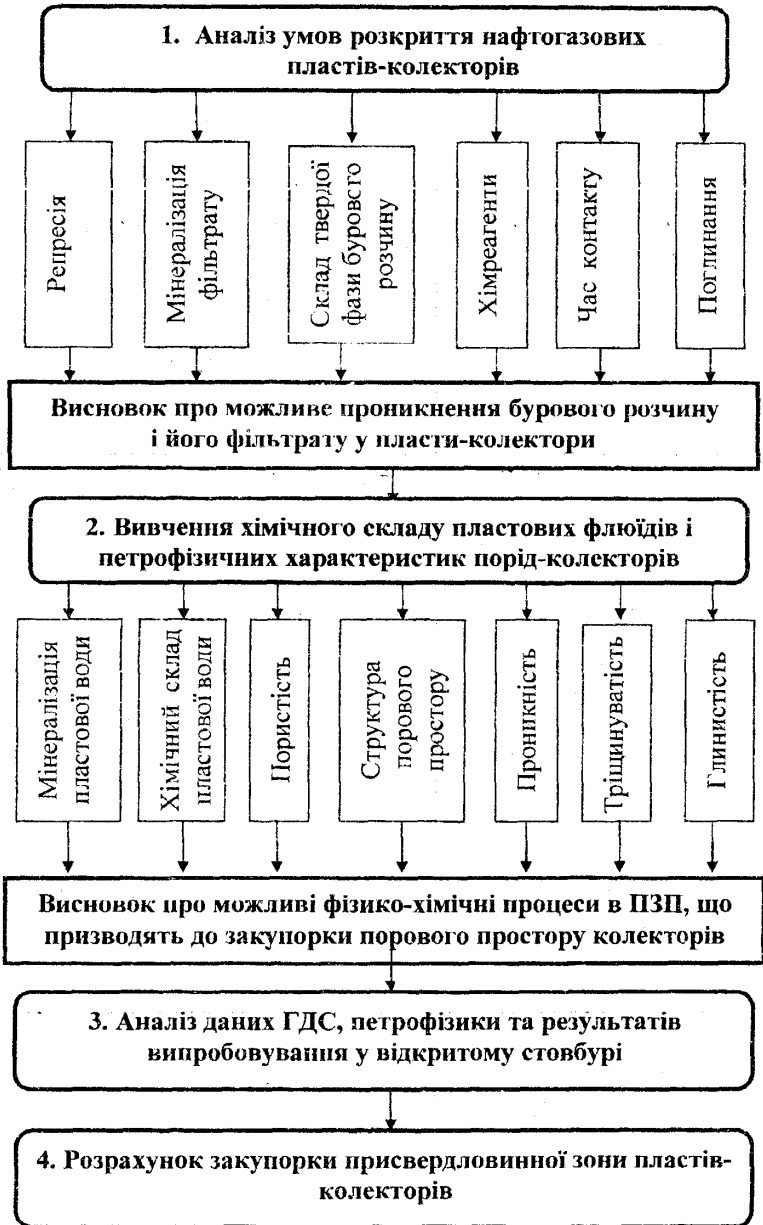 1. Аналіз умов розкриття нафтогазових
пластів-колекторів
Репресія
Мінералізація
фільтрату
Склад твердої
фази бурового
розчину
Хімреагенти
Час контакту
Поглинання
Висновок про можливе проникнення бурового розчину
і його фільтрату у пласти-колектори
2. Вивчення хімічного складу пластових флюїдів і
петрофізичних характеристик порід-колекторів
Мінералізація
пластової води
Хімічний склад
пластової води
Пористість
Структура
порового
простору
Проникність
Тріщинуватість
Глинистість
Висновок про можливі фізико-хімічні процеси в ПЗП, що
призводять до закупорки порового простору колекторів
3. Аналіз даних ГДС, петрофізики та результатів
випробовування у відкритому стовбурі
4. Розрахунок закупорки присвердловинної зони пластів-
колекторів